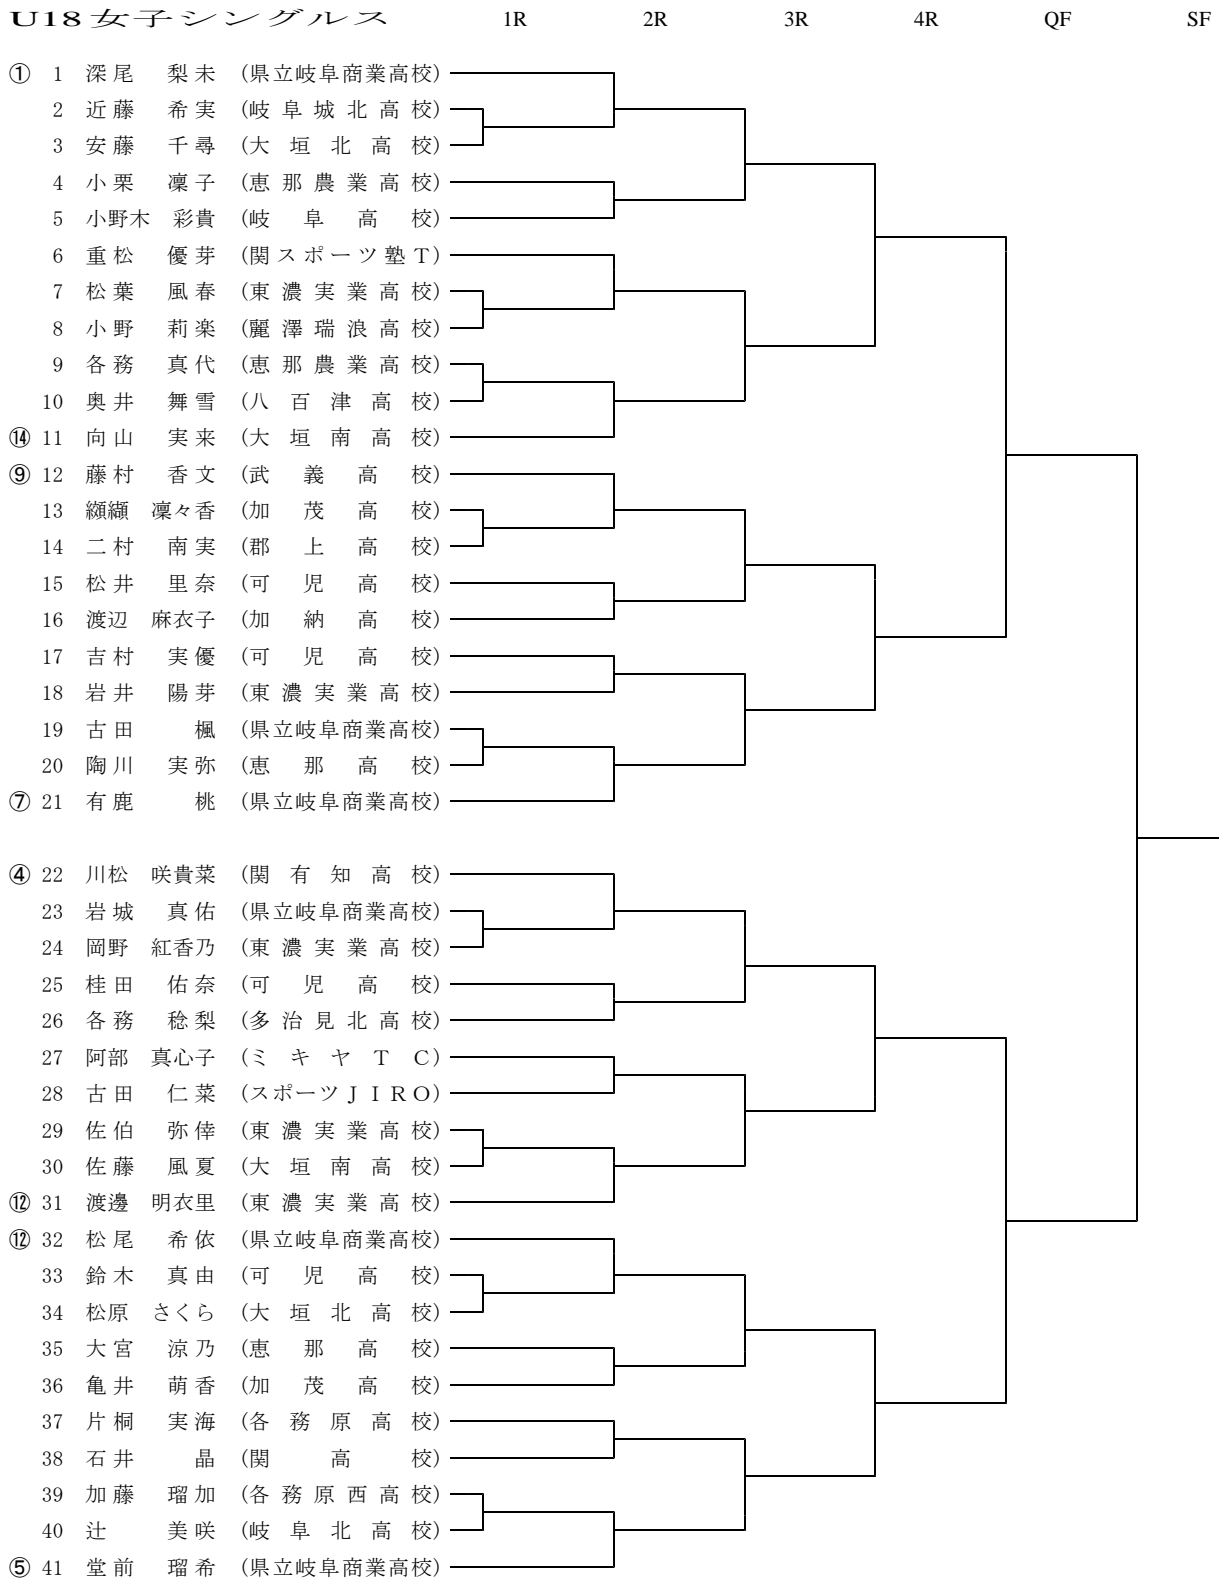 U18女子シングルス 1R 2R 3R 4R QF SF
① 1 深尾 梨未 (県立岐阜商業高校)
2 近藤 希実 (岐阜城北高校)
3 安藤 千尋 (大垣北高校)
4 小栗 凜子 (恵那農業高校)
5 小野木 彩貴 (岐阜高校)
6 重松 優芽 (関スポーツ塾T)
7 松葉 風春 (東濃実業高校)
8 小野 莉楽 (麗澤瑞浪高校)
9 各務 真代 (恵那農業高校)
10 奥井 舞雪 (八百津高校)
⑭ 11 向山 実来 (大垣南高校)
⑨ 12 藤村 香文 (武義高校)
13 纐纈 凜々香 (加茂高校)
14 二村 南実 (郡上高校)
15 松井 里奈 (可児高校)
16 渡辺 麻衣子 (加納高校)
17 吉村 実優 (可児高校)
18 岩井 陽芽 (東濃実業高校)
19 古田 楓 (県立岐阜商業高校)
20 陶川 実弥 (恵那高校)
⑦ 21 有鹿 桃 (県立岐阜商業高校)
④ 22 川松 咲貴菜 (関有知高校)
23 岩城 真佑 (県立岐阜商業高校)
24 岡野 紅香乃 (東濃実業高校)
25 桂田 佑奈 (可児高校)
26 各務 稔梨 (多治見北高校)
27 阿部 真心子 (ミキヤTC)
28 古田 仁菜 (スポーツJIRO)
29 佐伯 弥倖 (東濃実業高校)
30 佐藤 風夏 (大垣南高校)
⑫ 31 渡邊 明衣里 (東濃実業高校)
⑫ 32 松尾 希依 (県立岐阜商業高校)
33 鈴木 真由 (可児高校)
34 松原 さくら (大垣北高校)
35 大宮 涼乃 (恵那高校)
36 亀井 萌香 (加茂高校)
37 片桐 実海 (各務原高校)
38 石井 晶 (関高校)
39 加藤 瑠加 (各務原西高校)
40 辻 美咲 (岐阜北高校)
⑤ 41 堂前 瑠希 (県立岐阜商業高校)